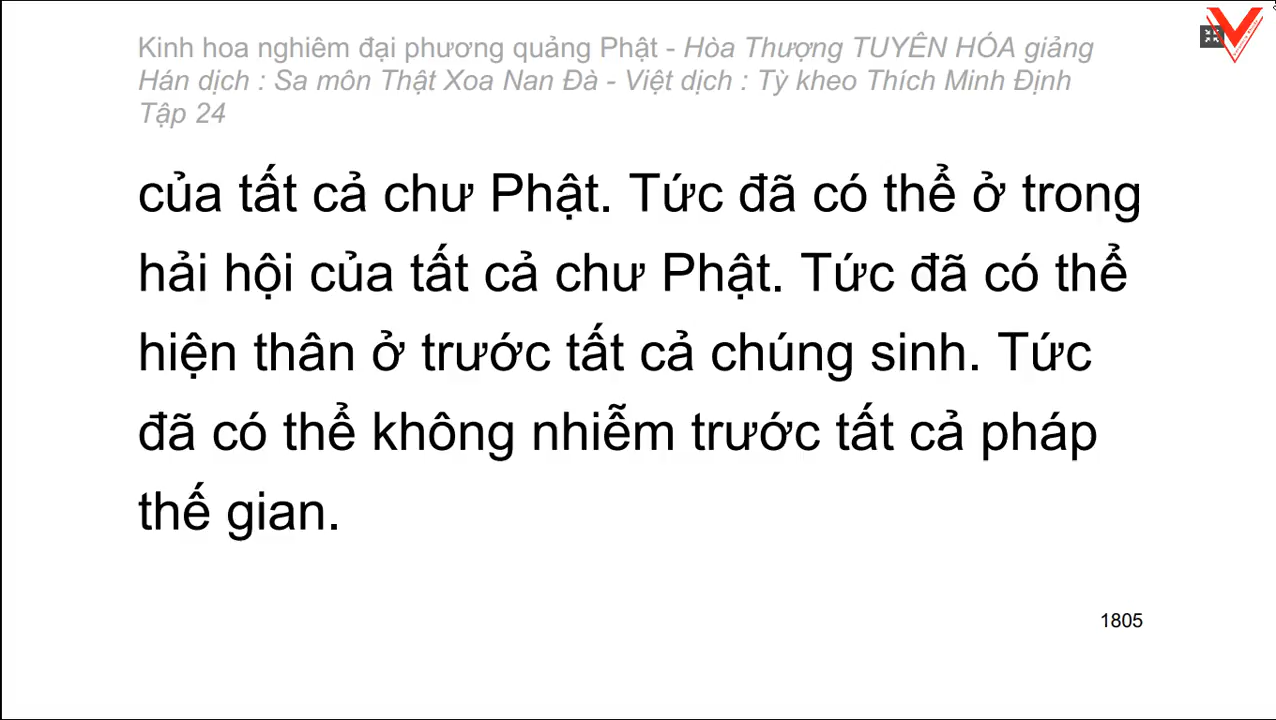 Kinh hoa nghiêm đại phương quảng Phật - Hòa Thượng TUYÊN HÓA giảng
Hán dịch : Sa môn Thật Xoa Nan Đà - Việt dịch : Tỳ kheo Thích Minh Định
Tập 24
của tất cả chư Phật. Tức đã có thể ở trong
hải hội của tất cả chư Phật. Tức đã có thể
hiện thân ở trước tất cả chúng sinh. Tức
đã có thể không nhiễm trước tất cả pháp
thế gian.
1805